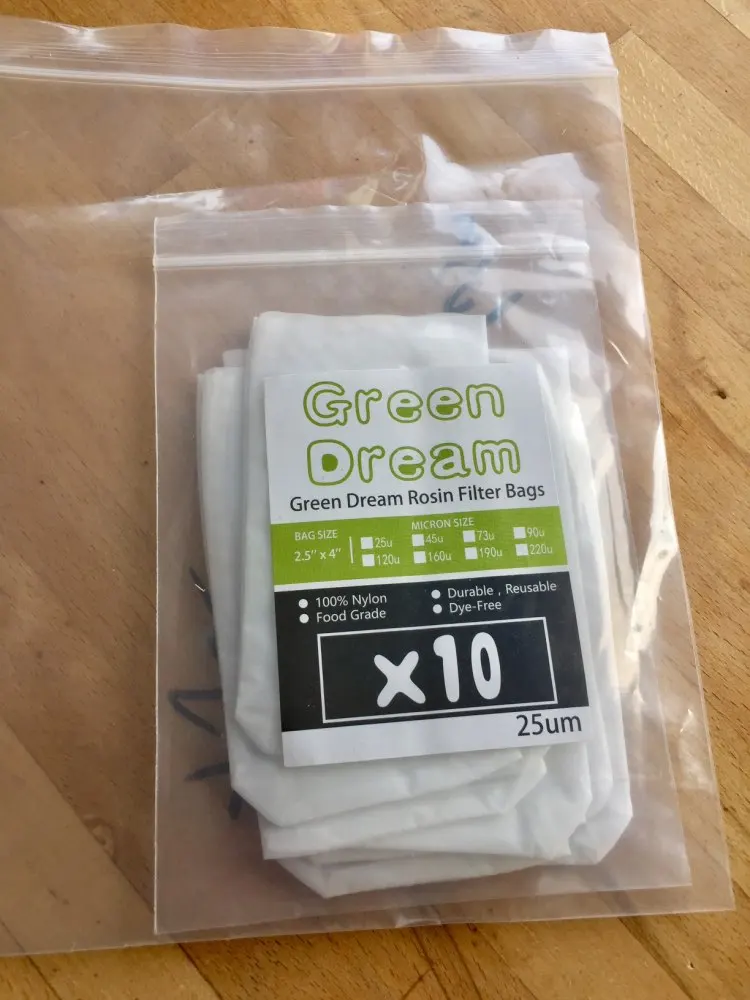 Green
Dream
Green Dream Rosin Filter Bags
BAG SIZE
2.5" x 4"
MICRON SIZE
25u 45u 73u 90u
120u 160u 190u 220u
100% Nylon
Food Grade
Durable , Reusable
Dye-Free
x10
25um